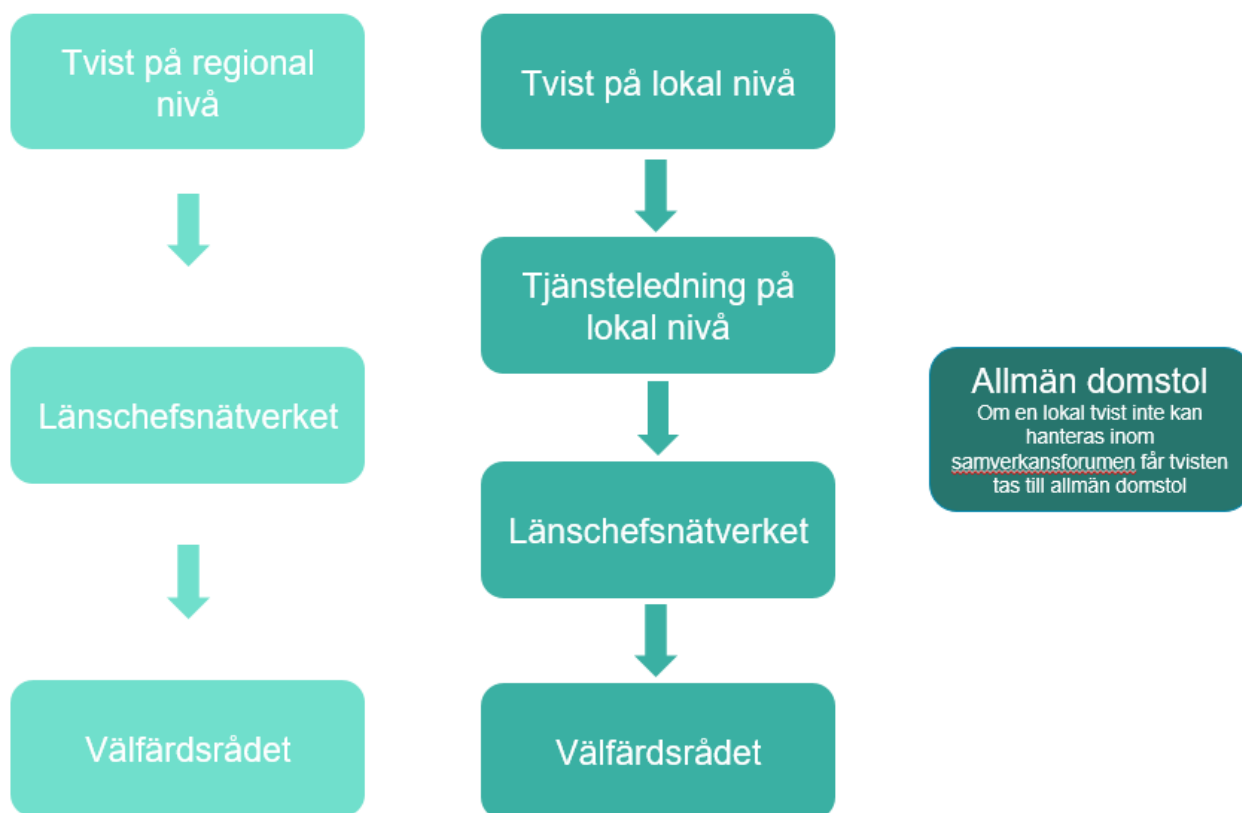 Tvist på regional
nivå
Länschefsnätverket
Välfärdsrådet
Tvist på lokal nivå
Tjänsteledning på
lokal nivå
Länschefsnätverket
Välfärdsrådet
Allmän domstol
Om en lokal tvist inte kan
hanteras inom
samverkansforumen får tvisten
tas till allmän domstol